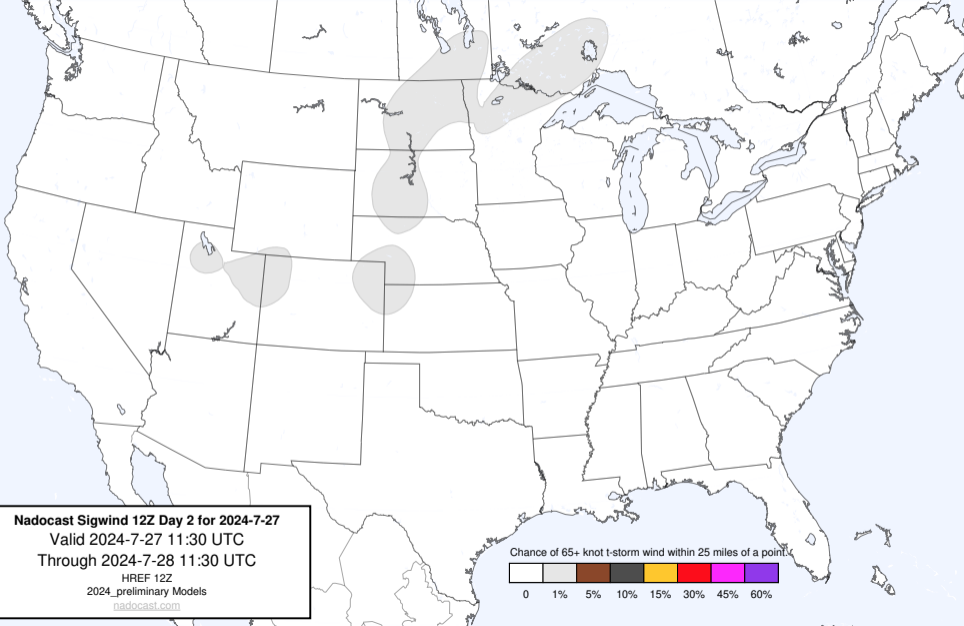 Nadocast Sigwind 12Z Day 2 for 2024-7-27
Valid 2024-7-27 11:30 UTC
Through 2024-7-28 11:30 UTC
HREF 12Z
2024_preliminary Models
nadocast.com
Chance of 65+ knot t-storm wind within 25 miles of a point.
0 1% 5% 10% 15% 30% 45% 60%